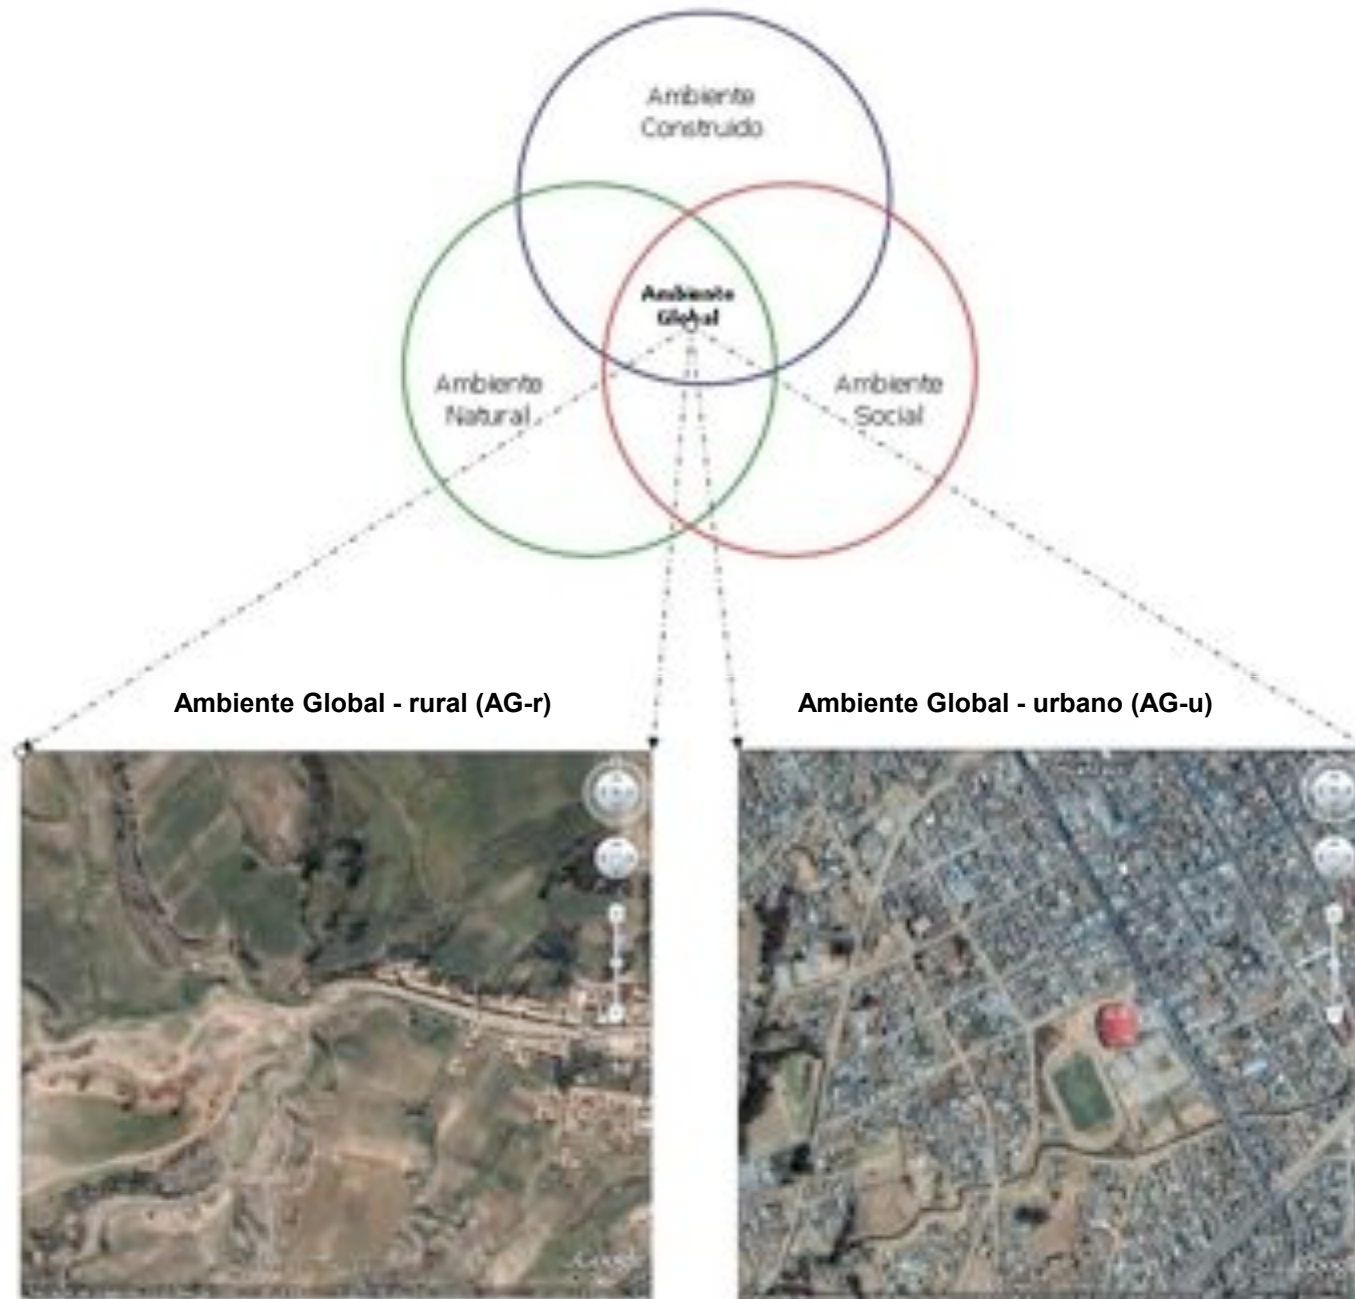 Ambiente
Construido
Ambiente
Global
Ambiente
Natural
Ambiente
Social
Ambiente Global - rural (AG-r)
Ambiente Global - urbano (AG-u)